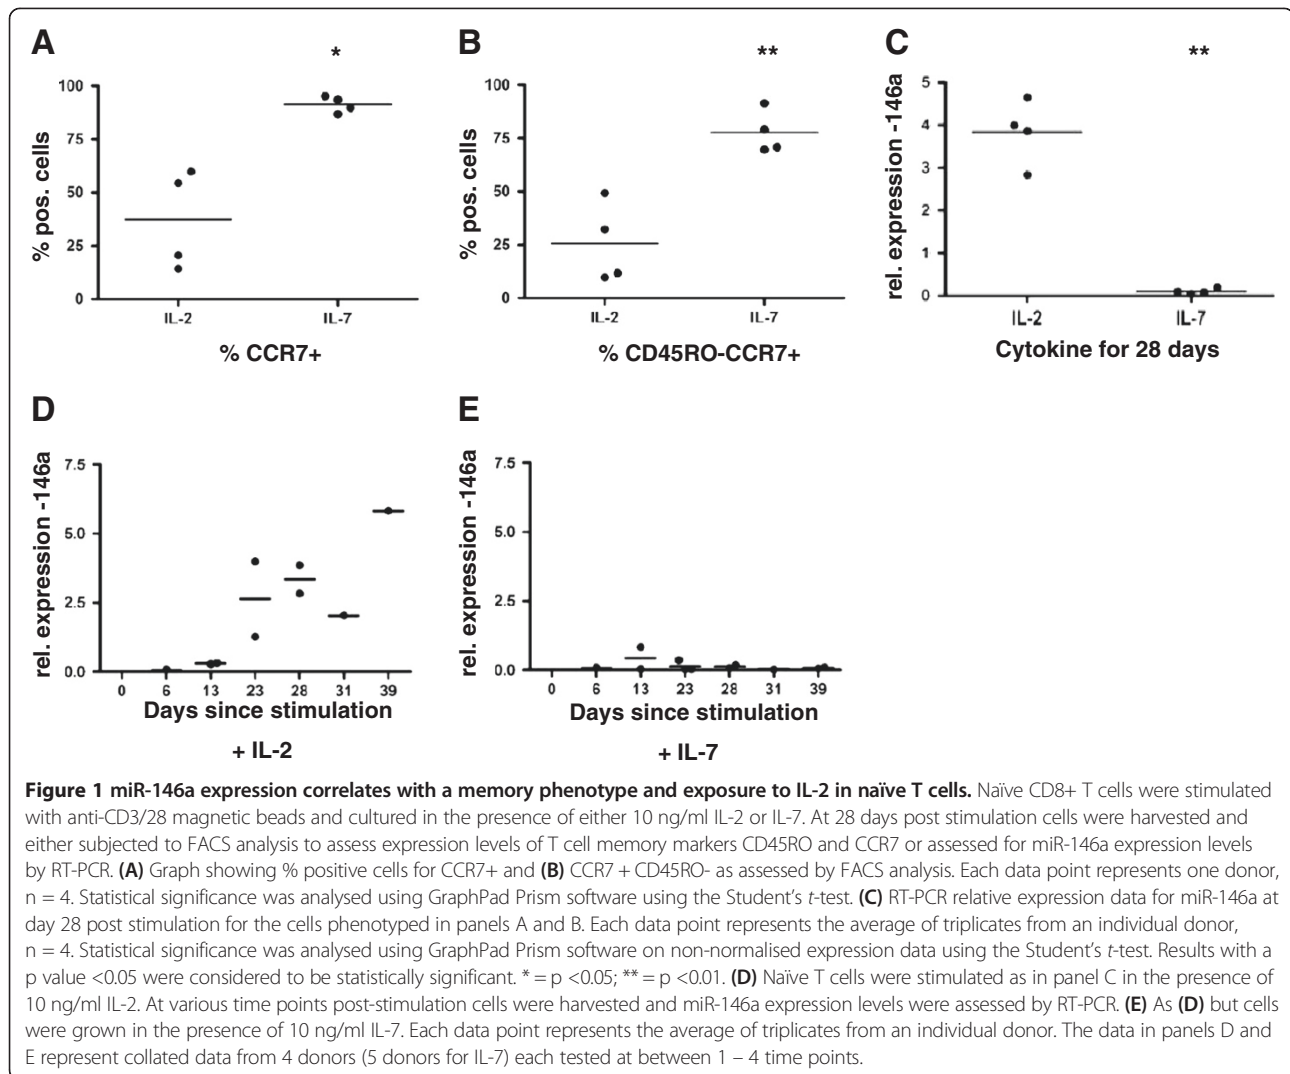 A
*
% pos. cells
100
75
50
25
0
IL-2 IL-7
% CCR7+
B
**
% pos. cells
100
75
50
25
0
IL-2 IL-7
% CD45RO-CCR7+
C
**
rel. expression -146a
5
4
3
2
1
0
IL-2 IL-7
Cytokine for 28 days
D
rel. expression -146a
7.5
5.0
2.5
0.0
0 6 13 23 28 31 39
Days since stimulation
+ IL-2
E
rel. expression -146a
7.5
5.0
2.5
0.0
0 6 13 23 28 31 39
Days since stimulation
+ IL-7
Figure 1 miR-146a expression correlates with a memory phenotype and exposure to IL-2 in naïve T cells. Naïve CD8+ T cells were stimulated
with anti-CD3/28 magnetic beads and cultured in the presence of either 10 ng/ml IL-2 or IL-7. At 28 days post stimulation cells were harvested and
either subjected to FACS analysis to assess expression levels of T cell memory markers CD45RO and CCR7 or assessed for miR-146a expression levels
by RT-PCR. (A) Graph showing % positive cells for CCR7+ and (B) CCR7 + CD45RO- as assessed by FACS analysis. Each data point represents one donor,
n = 4. Statistical significance was analysed using GraphPad Prism software using the Student's t-test. (C) RT-PCR relative expression data for miR-146a at
day 28 post stimulation for the cells phenotyped in panels A and B. Each data point represents the average of triplicates from an individual donor,
n = 4. Statistical significance was analysed using GraphPad Prism software on non-normalised expression data using the Student's t-test. Results with a
p value <0.05 were considered to be statistically significant. * = p <0.05; ** = p <0.01. (D) Naïve T cells were stimulated as in panel C in the presence of
10 ng/ml IL-2. At various time points post-stimulation cells were harvested and miR-146a expression levels were assessed by RT-PCR. (E) As (D) but cells
were grown in the presence of 10 ng/ml IL-7. Each data point represents the average of triplicates from an individual donor. The data in panels D and
E represent collated data from 4 donors (5 donors for IL-7) each tested at between 1 – 4 time points.